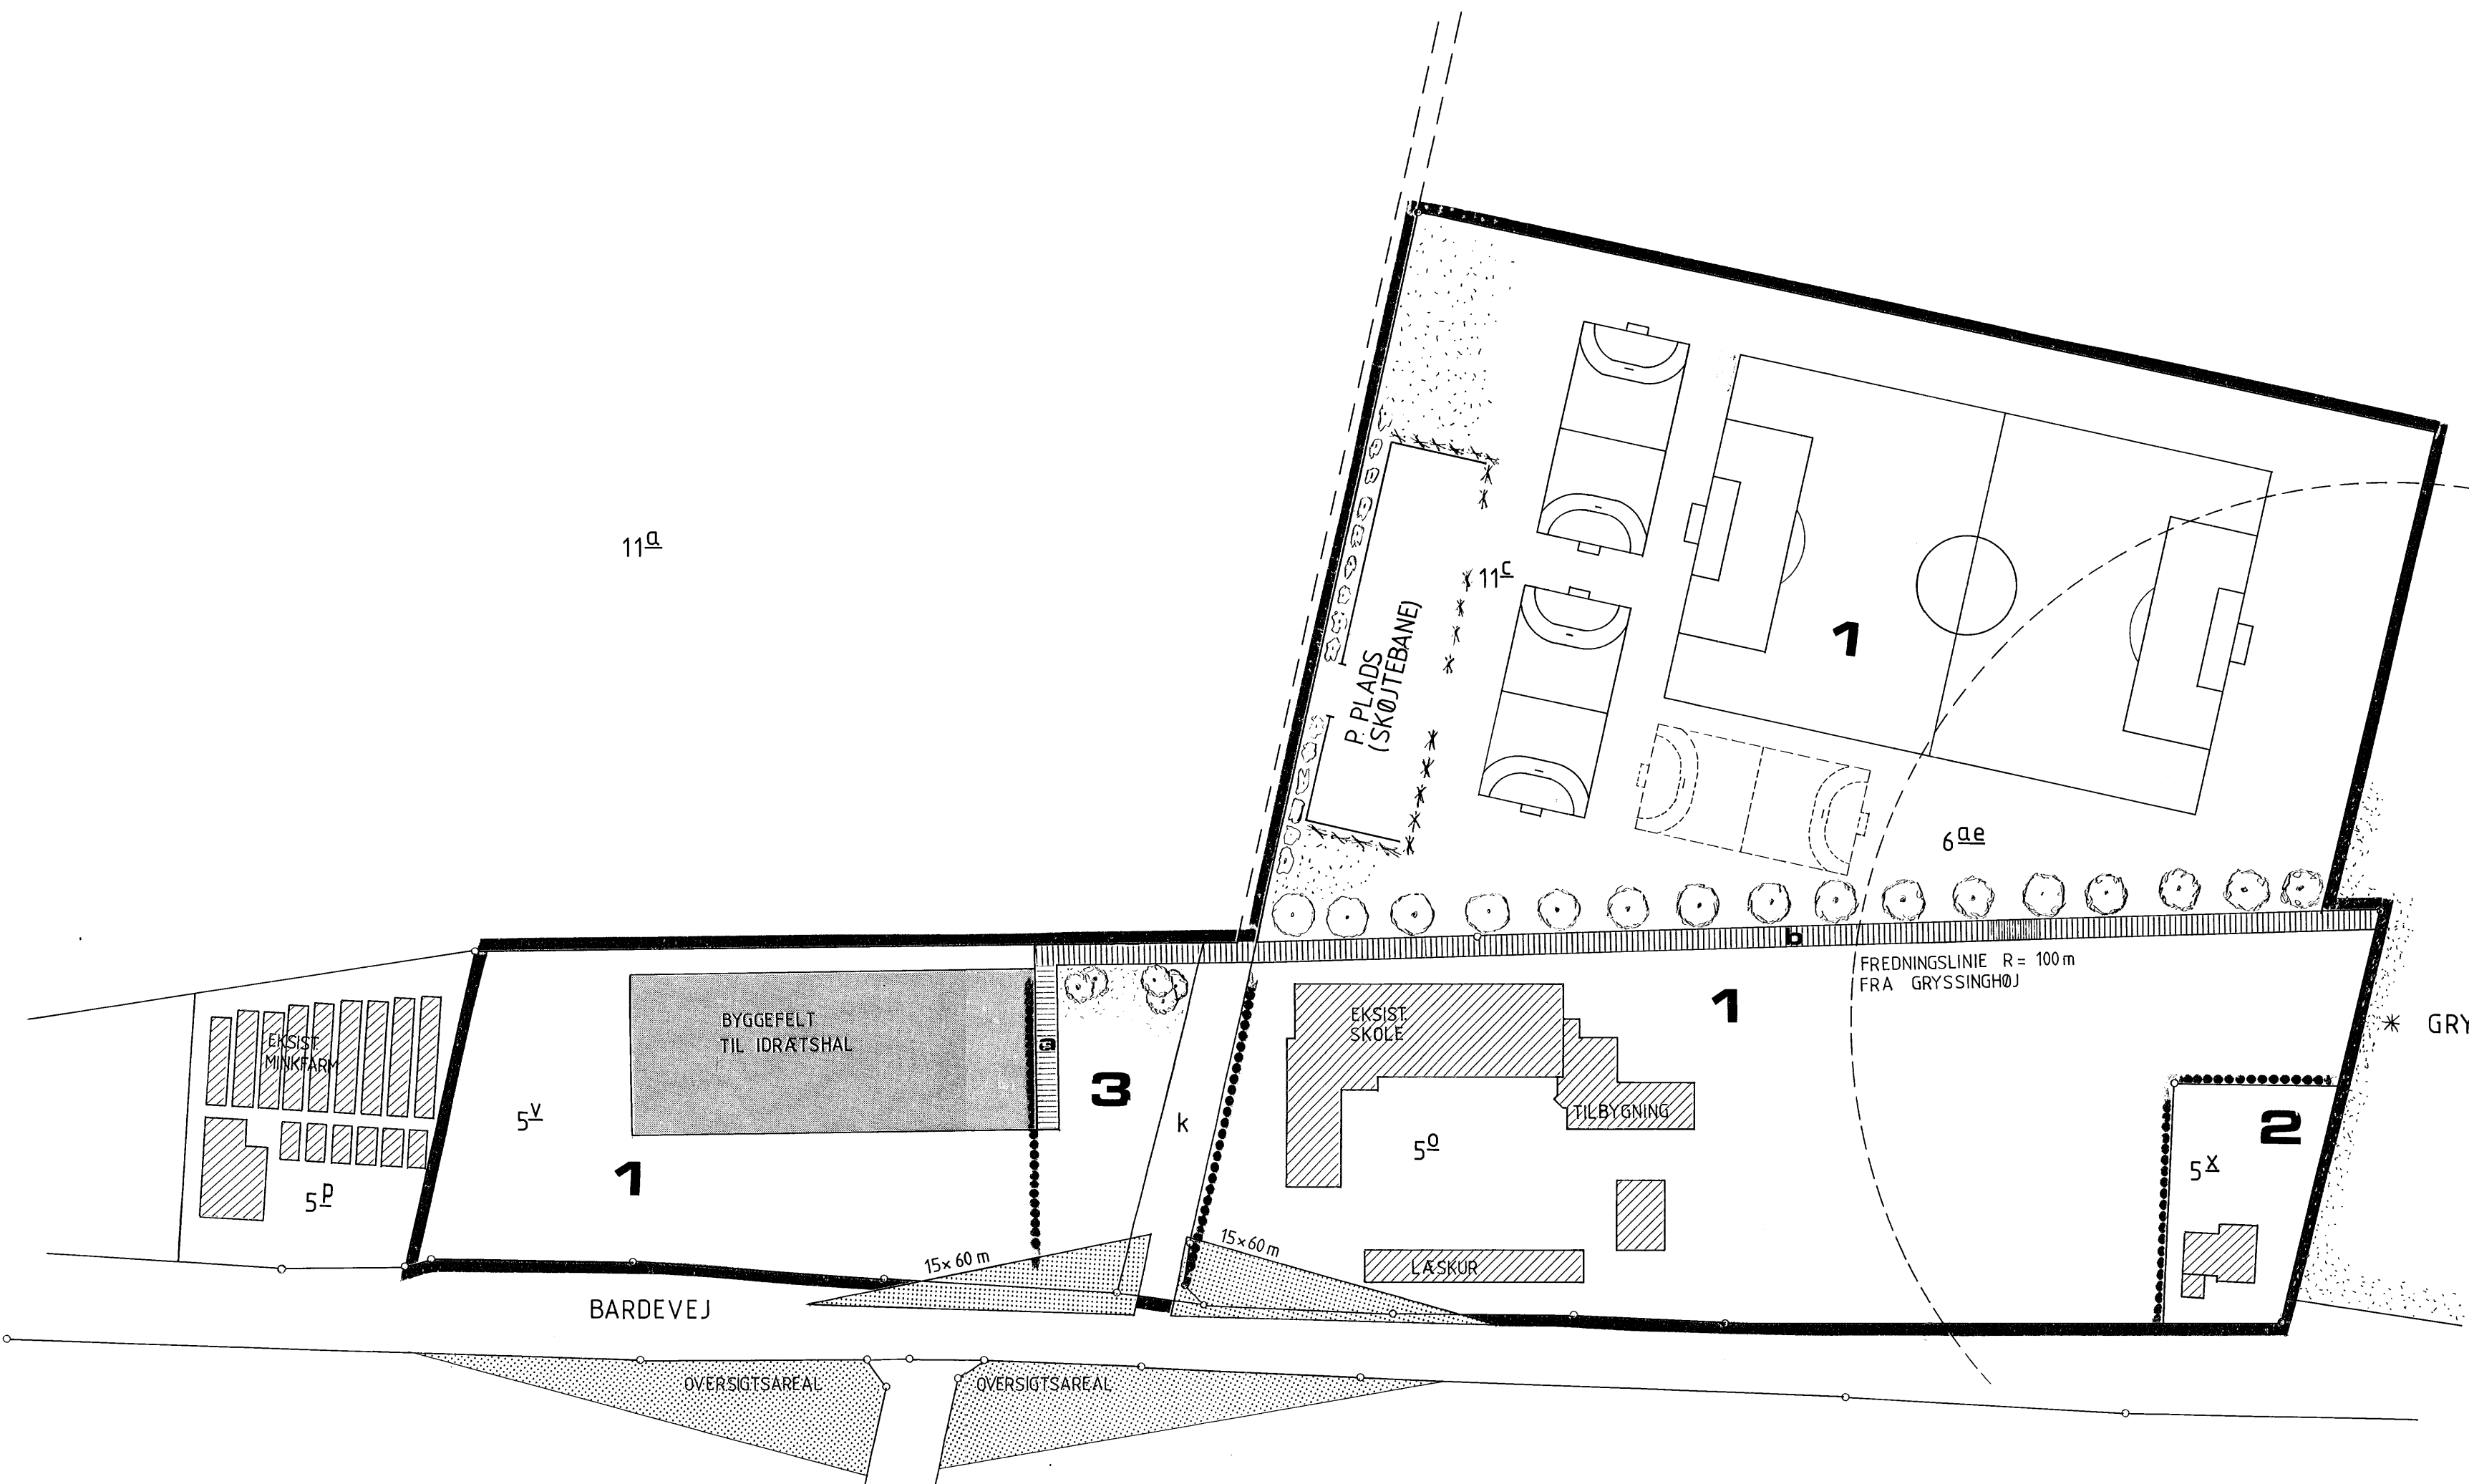 11a
11c
P. PLADS
(SKØJTEBANE)
1
6ae
b
FREDNINGSLINIE R = 100 m
FRA GRYSSINGHØJ
GRY
BYGGEFELT
TIL IDRÆTSHAL
EKSIST.
MINKFARM
5v
5p
1
a
3
k
EKSIST.
SKOLE
1
TILBYGNING
5o
2
5x
15 × 60 m
15 × 60 m
LÆSKUR
BARDEVEJ
OVERSIGTSAREAL
OVERSIGTSAREAL